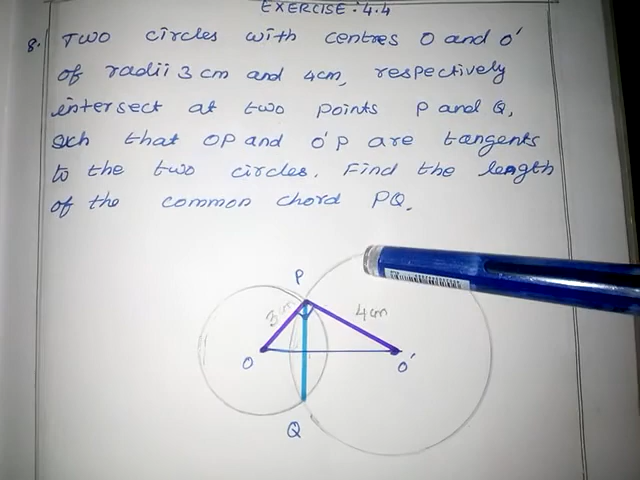 EXERCISE : 4.4
8. Two circles with centres O and O'
of radii 3 cm and 4cm, respectively
intersect at two points P and Q,
such that OP and O'P are tangents
to the two circles. Find the length
of the common chord PQ.
P
3 cm
4cm
O
O'
Q